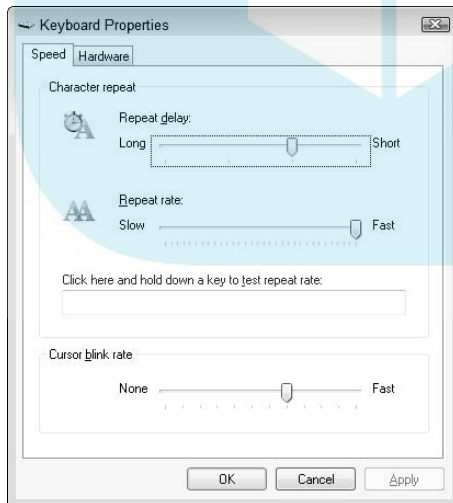 Keyboard Properties
Speed Hardware
Character repeat
Repeat delay:
Long Short
Repeat rate:
Slow Fast
Click here and hold down a key to test repeat rate:
Cursor blink rate
None Fast
OK Cancel Apply